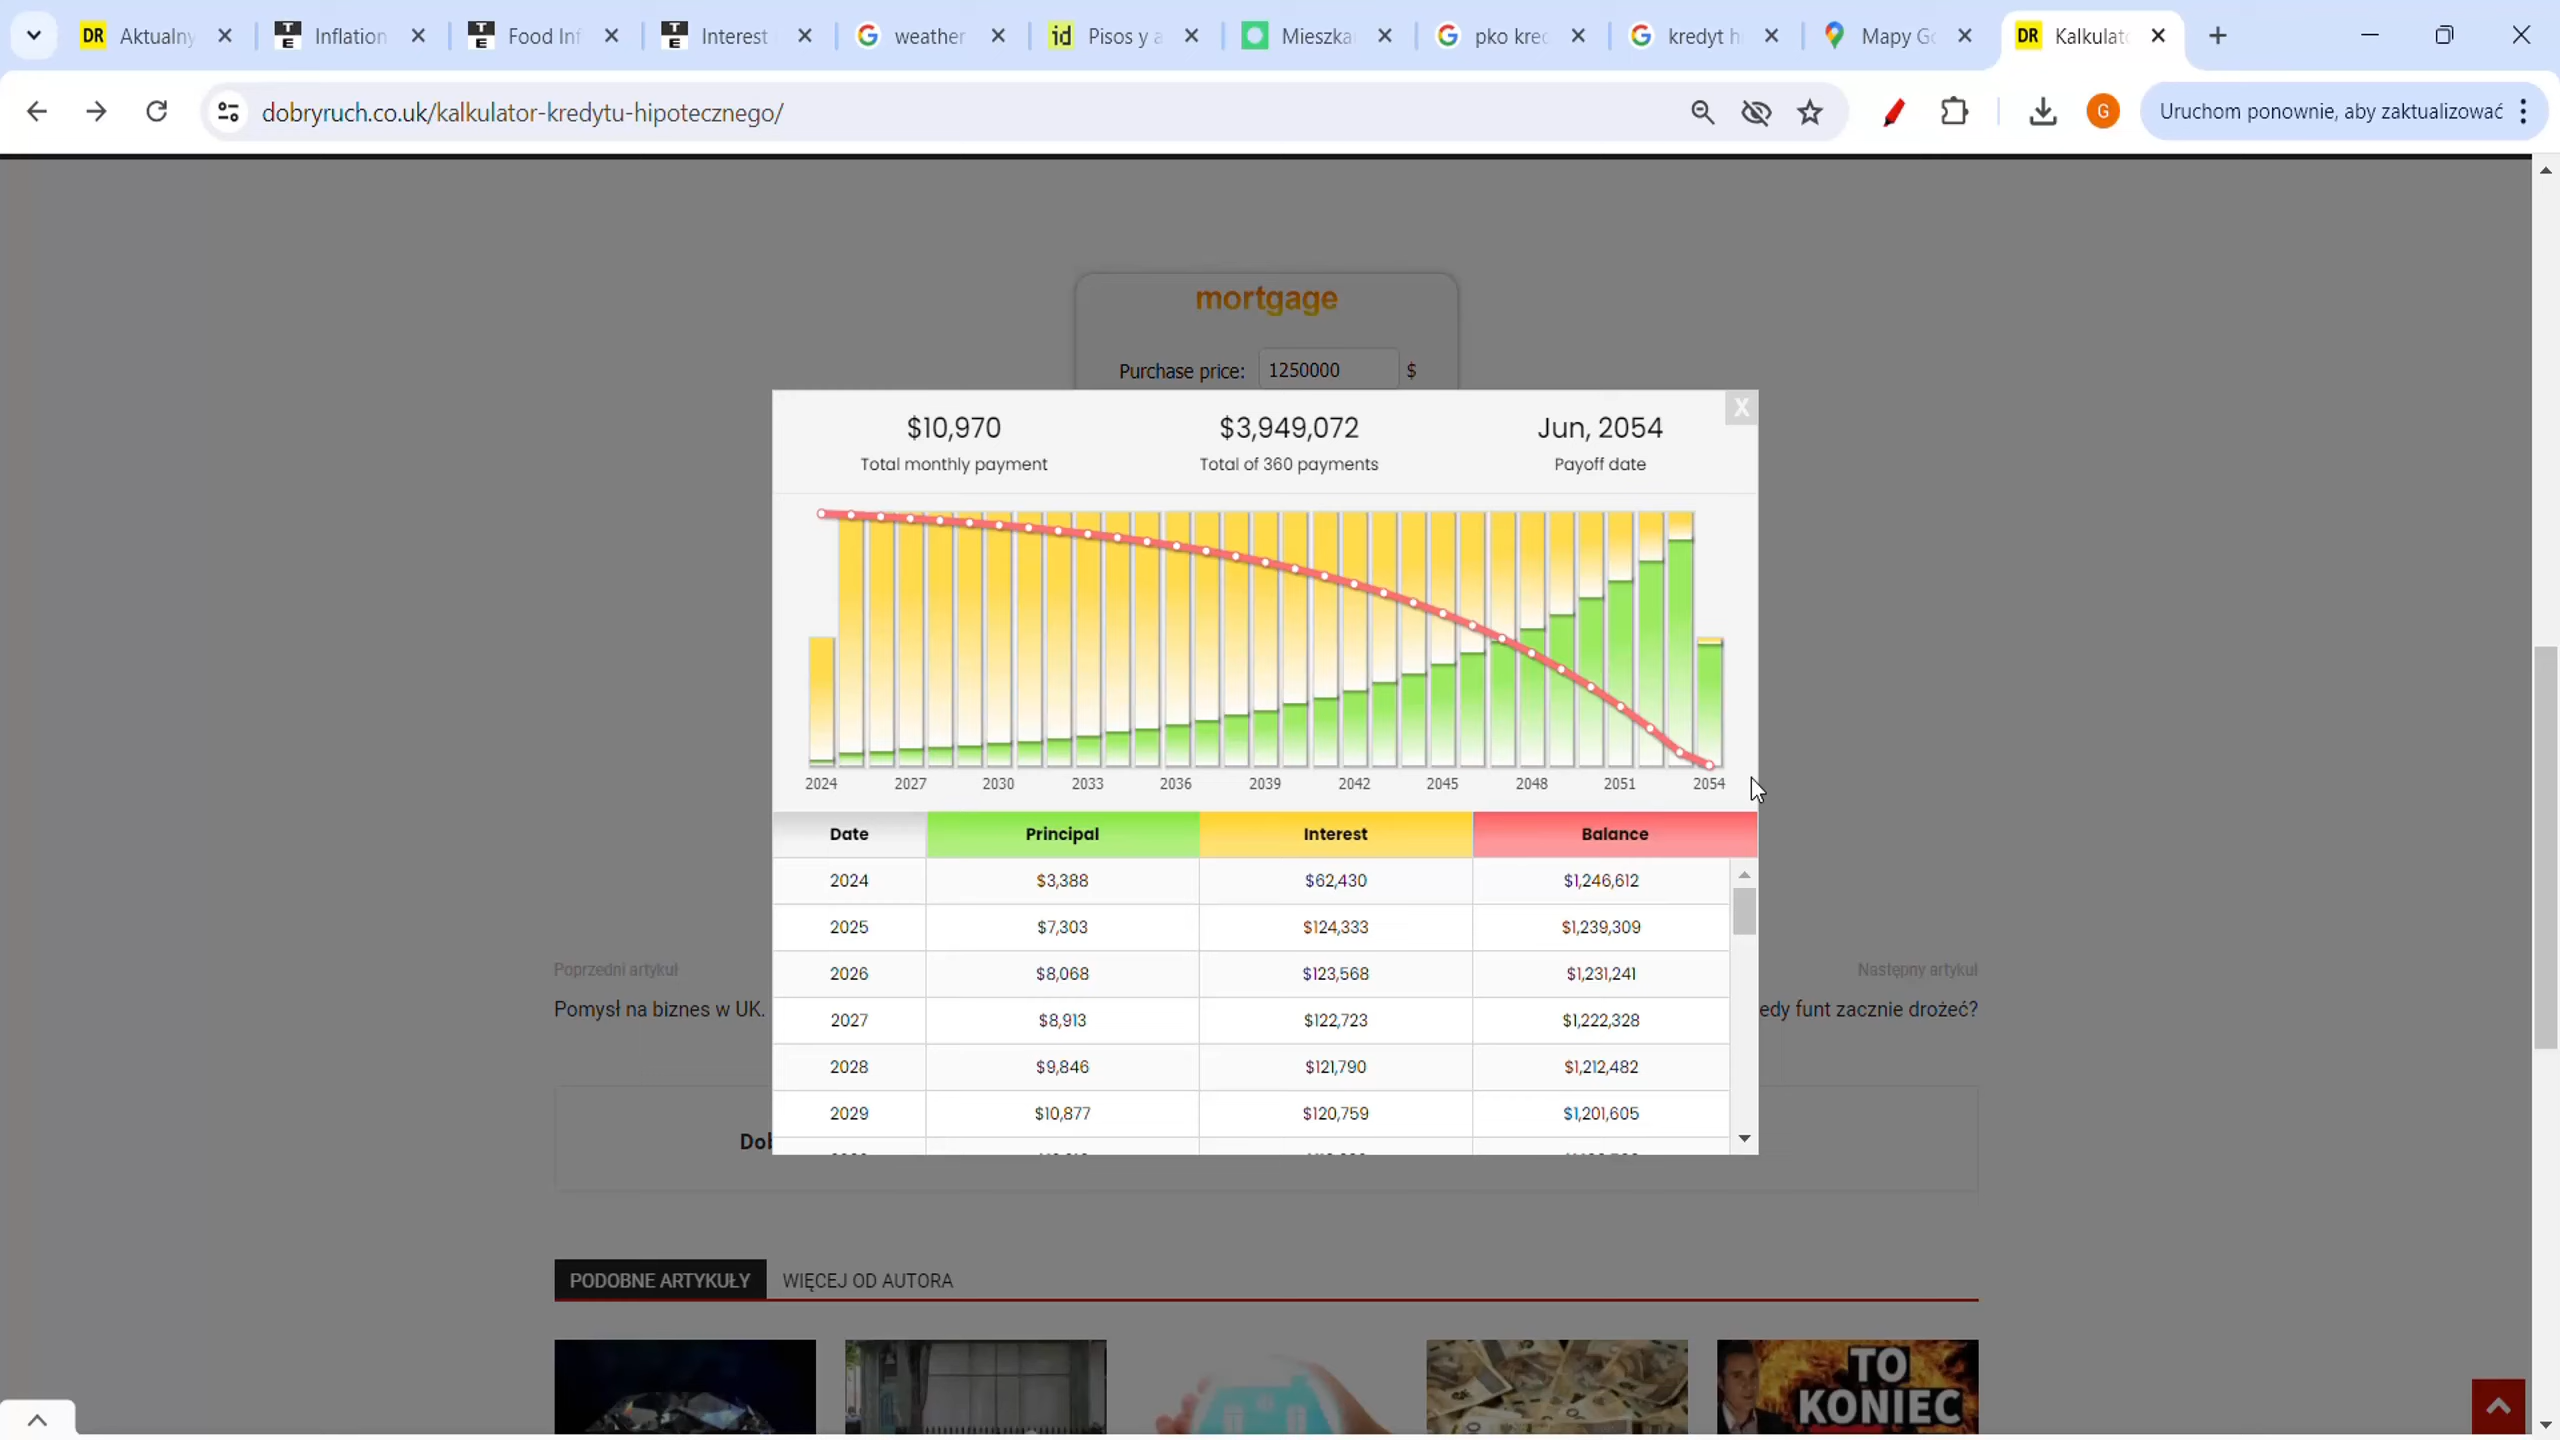 DR Aktualny
TE Inflation
TE Food Inf
TE Interest
G weather
id Pisos y a
Mieszka
G pko kred
G kredyt h
Mapy Go
DR Kalkulato
dobryruch.co.uk/kalkulator-kredytu-hipotecznego/
G
Uruchom ponownie, aby zaktualizować
mortgage
Purchase price: 1250000 $
X
$10,970 $3,949,072 Jun, 2054
Total monthly payment Total of 360 payments Payoff date
2024 2027 2030 2033 2036 2039 2042 2045 2048 2051 2054
Date Principal Interest Balance
2024 $3,388 $62,430 $1,246,612
2025 $7,303 $124,333 $1,239,309
2026 $8,068 $123,568 $1,231,241
2027 $8,913 $122,723 $1,222,328
2028 $9,846 $121,790 $1,212,482
2029 $10,877 $120,759 $1,201,605
Poprzedni artykuł
Pomysł na biznes w UK.
Następny artykuł
edy funt zacznie drożeć?
Dob
PODOBNE ARTYKUŁY WIĘCEJ OD AUTORA
TO
KONIEC